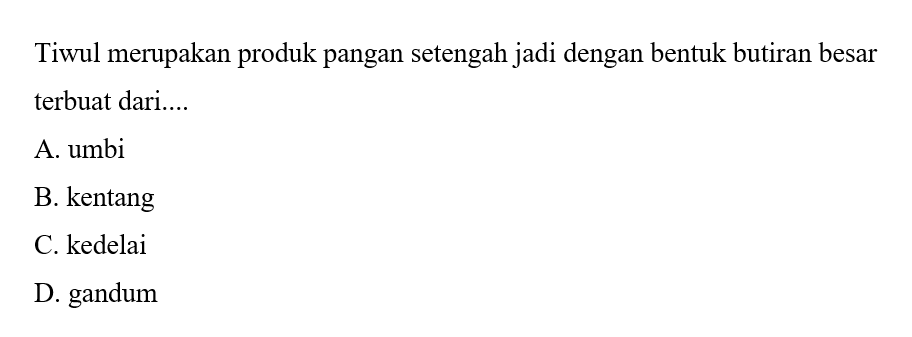 Tiwul merupakan produk pangan setengah jadi dengan bentuk butiran besar
terbuat dari....
A. umbi
B. kentang
C. kedelai
D. gandum